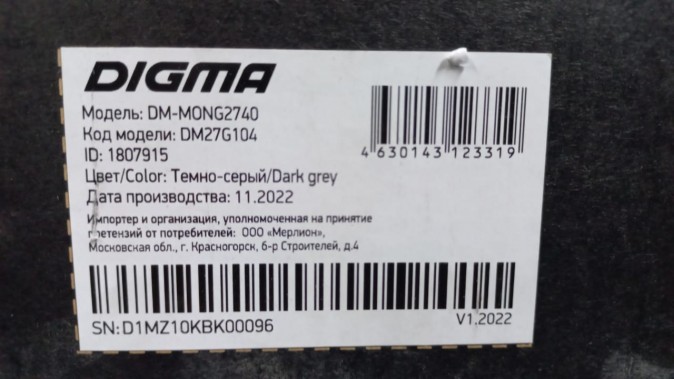 DIGMA
Модель: DM-MONG2740
Код модели: DM27G104
ID: 1807915
4 630143 123319
Цвет/Color: Темно-серый/Dark grey
Дата производства: 11.2022
Импортер и организация, уполномоченная на принятие
претензий от потребителей: ООО «Мерлион»,
Московская обл., г. Красногорск, б-р Строителей, д.4
SN:D1MZ10KBK00096
V1.2022